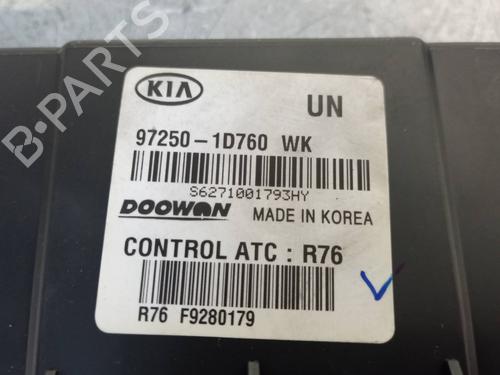 KIA
UN
97250-1D760 WK
S6271001793HY
DOOWON MADE IN KOREA
CONTROL ATC : R76
R76 F9280179
B PARTS